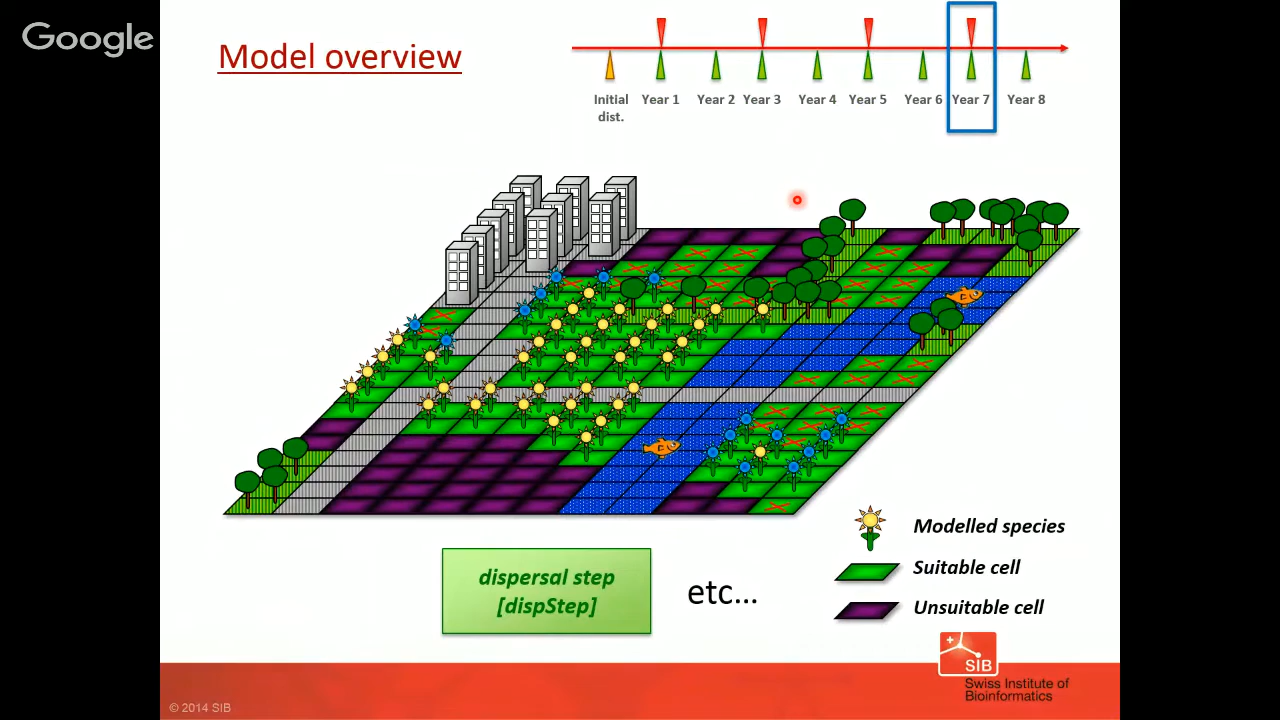 Google
Model overview
Initial
dist.
Year 1
Year 2
Year 3
Year 4
Year 5
Year 6
Year 7
Year 8
dispersal step
[dispStep]
etc…
Modelled species
Suitable cell
Unsuitable cell
SIB
Swiss Institute of
Bioinformatics
© 2014 SIB